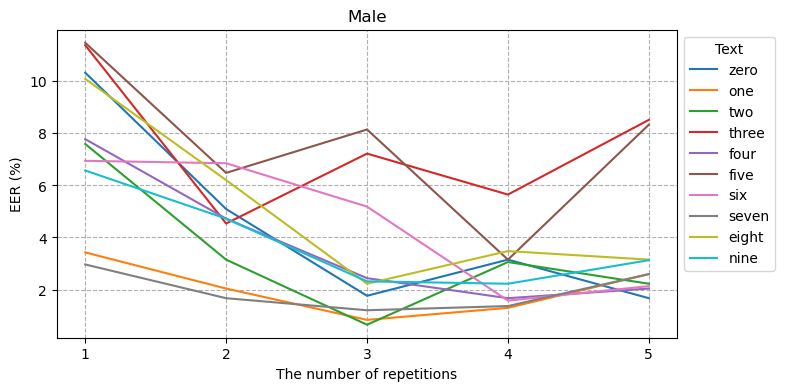 Male
EER (%)
10
8
6
4
2
1 2 3 4 5
The number of repetitions
Text
zero
one
two
three
four
five
six
seven
eight
nine